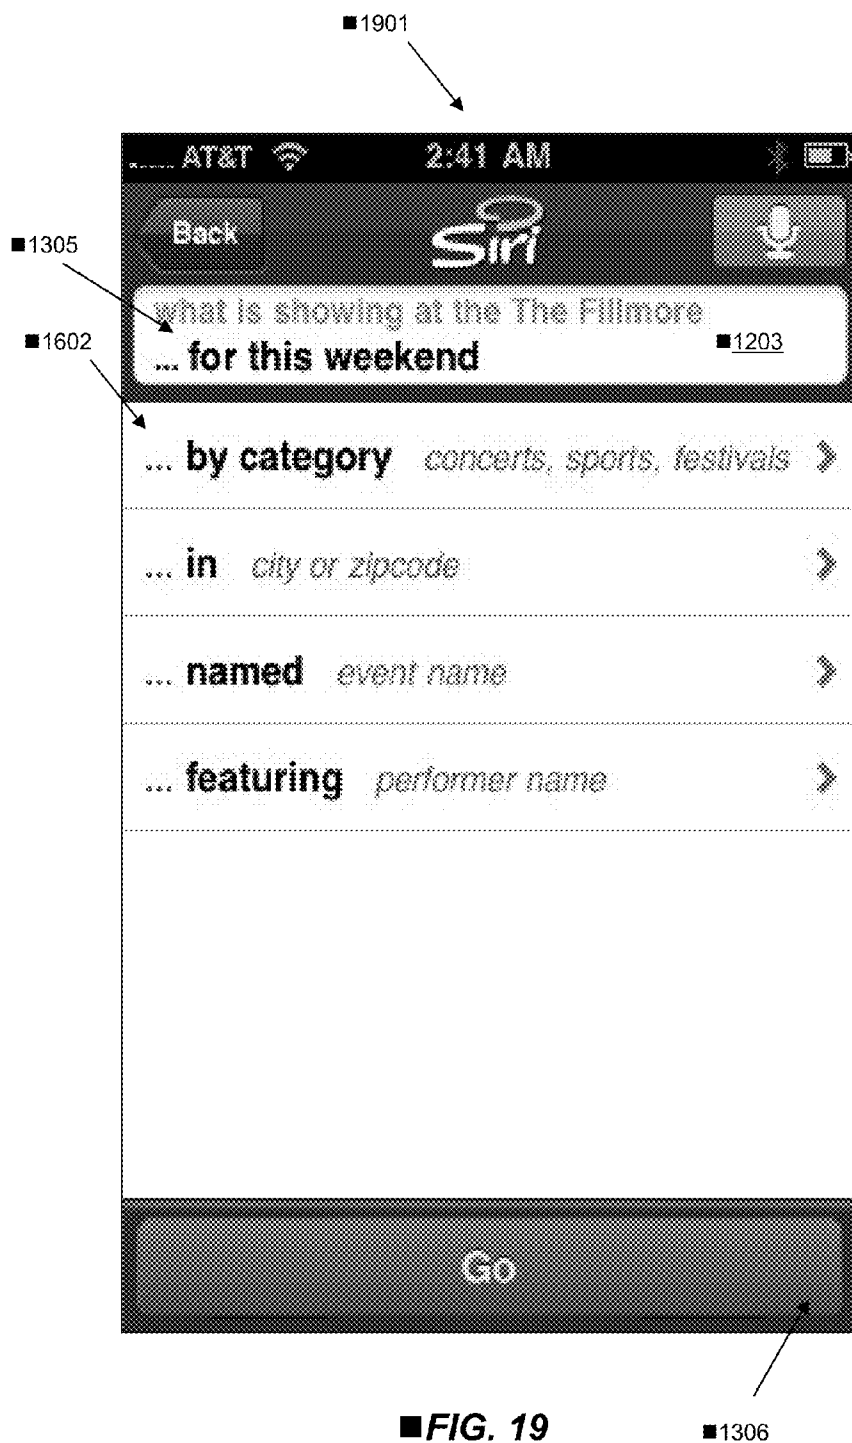 ■1901
AT&T 2:41 AM
Back Siri
■1305
what is showing at the The Fillmore
■1602
... for this weekend ■1203
... by category concerts, sports, festivals
... in city or zipcode
... named event name
... featuring performer name
Go
■FIG. 19
■1306